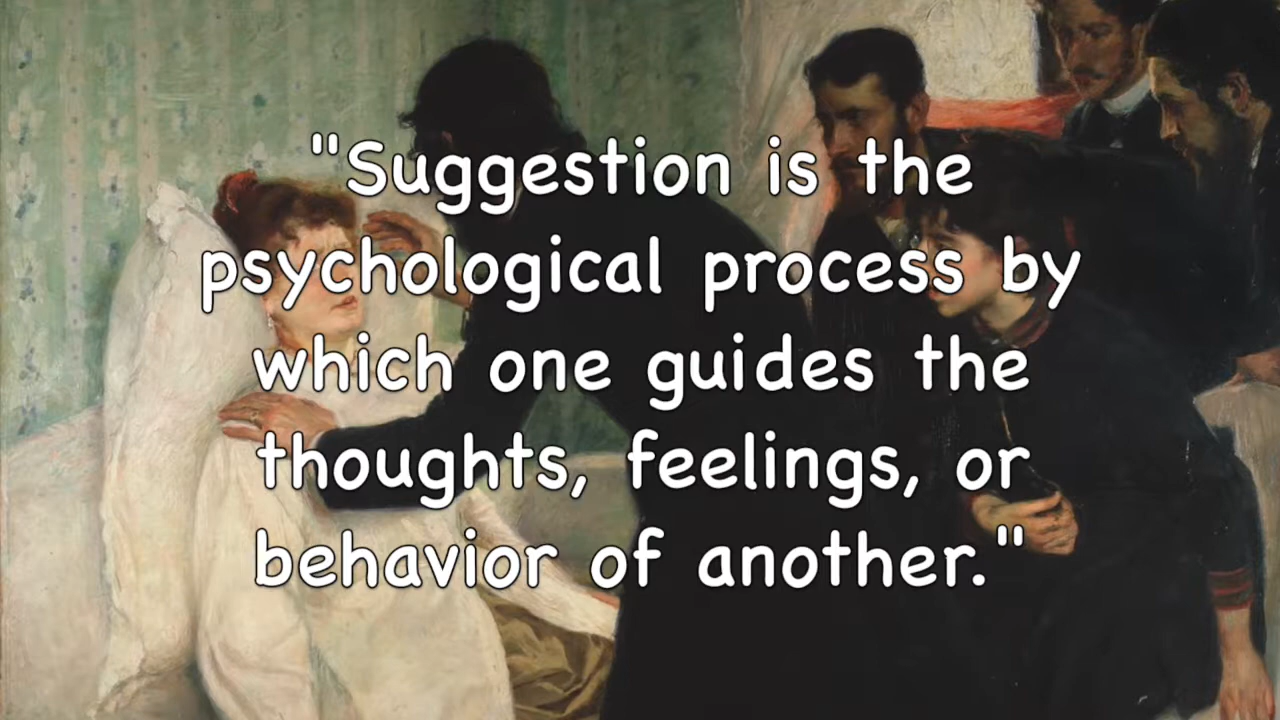 "Suggestion is the
psychological process by
which one guides the
thoughts, feelings, or
behavior of another."